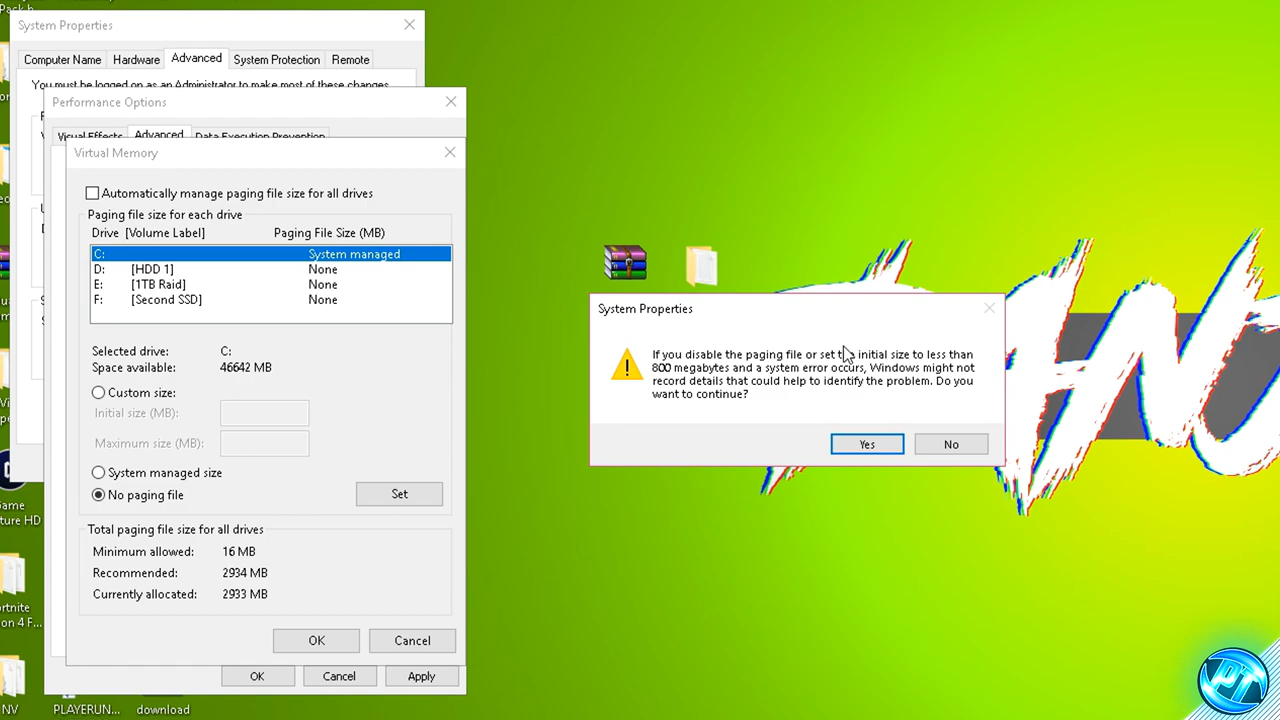 Pack b
System Properties
Computer Name Hardware Advanced System Protection Remote
You must be logged on as an Administrator to make most of these changes.
Performance Options
Visual Effects Advanced Data Execution Prevention
Virtual Memory
Automatically manage paging file size for all drives
Paging file size for each drive
Drive [Volume Label] Paging File Size (MB)
C: System managed
D: [HDD 1] None
E: [1TB Raid] None
F: [Second SSD] None
Selected drive: C:
Space available: 46642 MB
Custom size:
Initial size (MB):
Maximum size (MB):
System managed size
No paging file
Set
Total paging file size for all drives
Minimum allowed: 16 MB
Recommended: 2934 MB
Currently allocated: 2933 MB
OK Cancel
OK Cancel Apply
System Properties
If you disable the paging file or set the initial size to less than
800 megabytes and a system error occurs, Windows might not
record details that could help to identify the problem. Do you
want to continue?
Yes No
Game
ture HD
ortnite
on 4 F...
NV
PLAYERUN...
download
PT